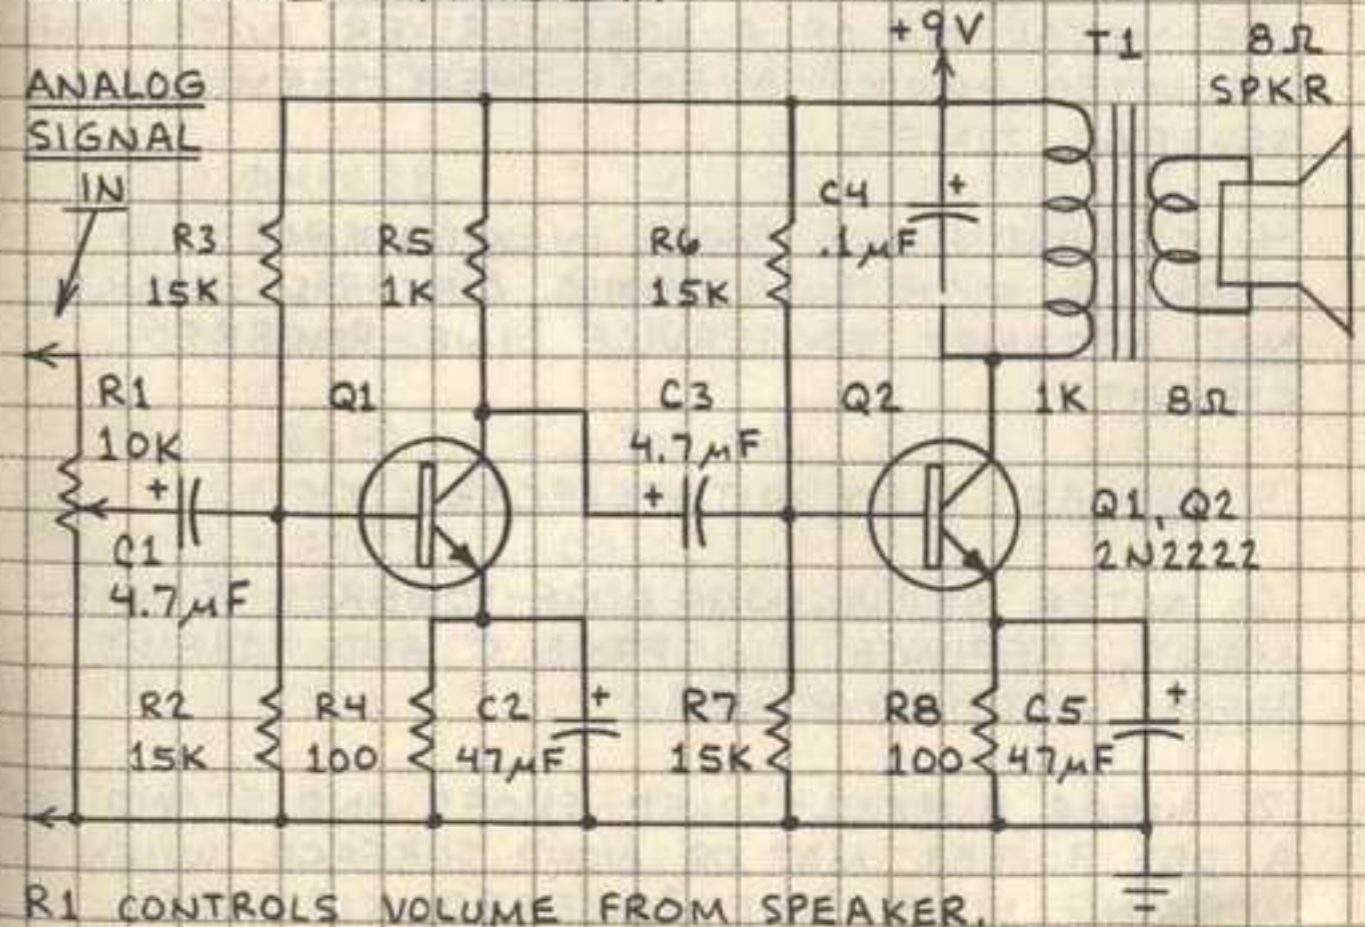 +9V
T1
8Ω
SPKR
ANALOG
SIGNAL
IN
R3
15K
R5
1K
R6
15K
C4
+
.1µF
R1
10K
Q1
C3
4.7µF
Q2
1K
8Ω
+
C1
4.7µF
+
Q1, Q2
2N2222
R2
15K
R4
100
C2
47µF
+
R7
15K
R8
100
C5
47µF
+
R1 CONTROLS VOLUME FROM SPEAKER.